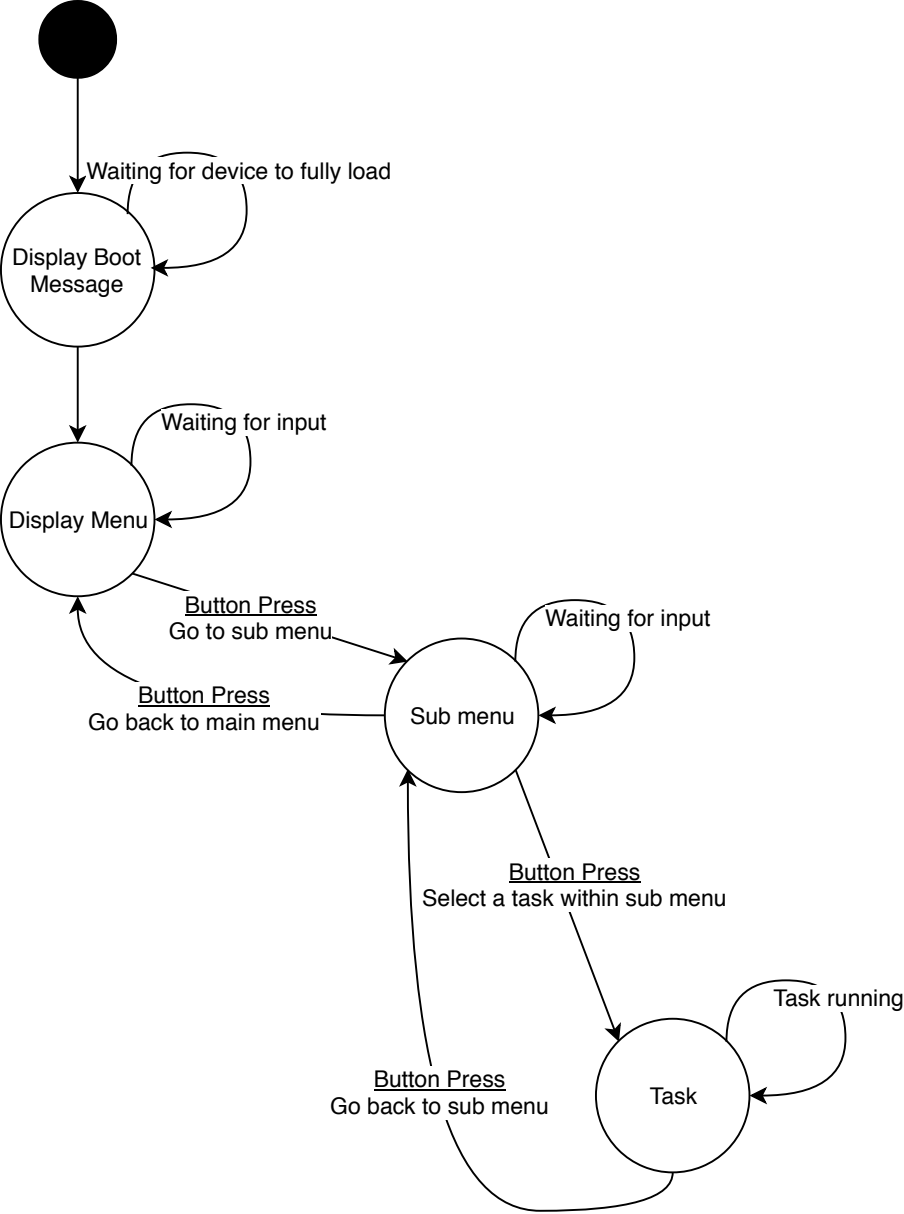 Waiting for device to fully load
Display Boot
Message
Waiting for input
Display Menu
Button Press
Go to sub menu
Waiting for input
Button Press
Go back to main menu
Sub menu
Button Press
Select a task within sub menu
Task running
Button Press
Go back to sub menu
Task